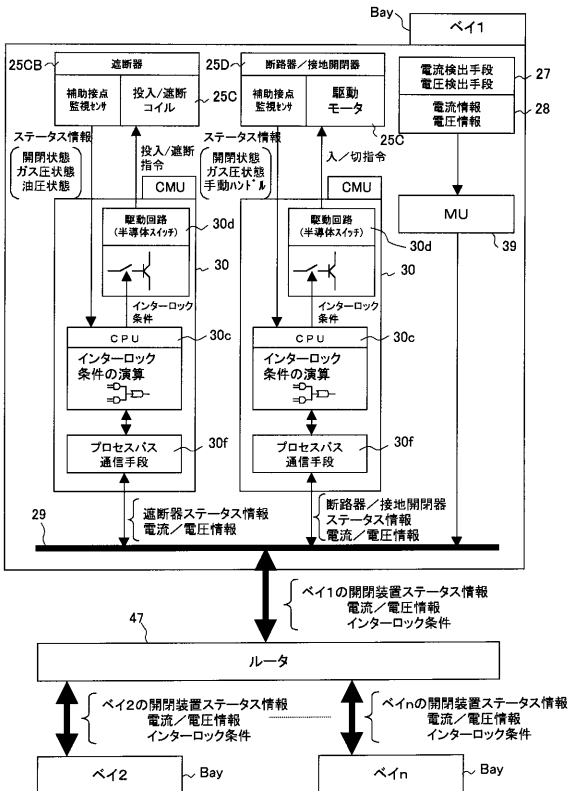 Bay
ベイ1
25CB
遮断器
補助接点
監視センサ
投入/遮断
コイル
25C
25D
断路器/接地開閉器
補助接点
監視センサ
駆動
モータ
25C
電流検出手段
電圧検出手段
27
電流情報
電圧情報
28
ステータス情報
開閉状態
ガス圧状態
油圧状態
投入/遮断
指令
CMU
ステータス情報
開閉状態
ガス圧状態
手動ハンドル
入/切指令
CMU
MU
39
駆動回路
(半導体スイッチ)
30d
30
インターロック
条件
駆動回路
(半導体スイッチ)
30d
30
インターロック
条件
CPU
30c
インターロック
条件の演算
CPU
30c
インターロック
条件の演算
プロセスバス
通信手段
30f
プロセスバス
通信手段
30f
29
遮断器ステータス情報
電流/電圧情報
断路器/接地開閉器
ステータス情報
電流/電圧情報
ベイ1の開閉装置ステータス情報
電流/電圧情報
インターロック条件
47
ルータ
ベイ2の開閉装置ステータス情報
電流/電圧情報
インターロック条件
ベイnの開閉装置ステータス情報
電流/電圧情報
インターロック条件
ベイ2
Bay
ベイn
Bay